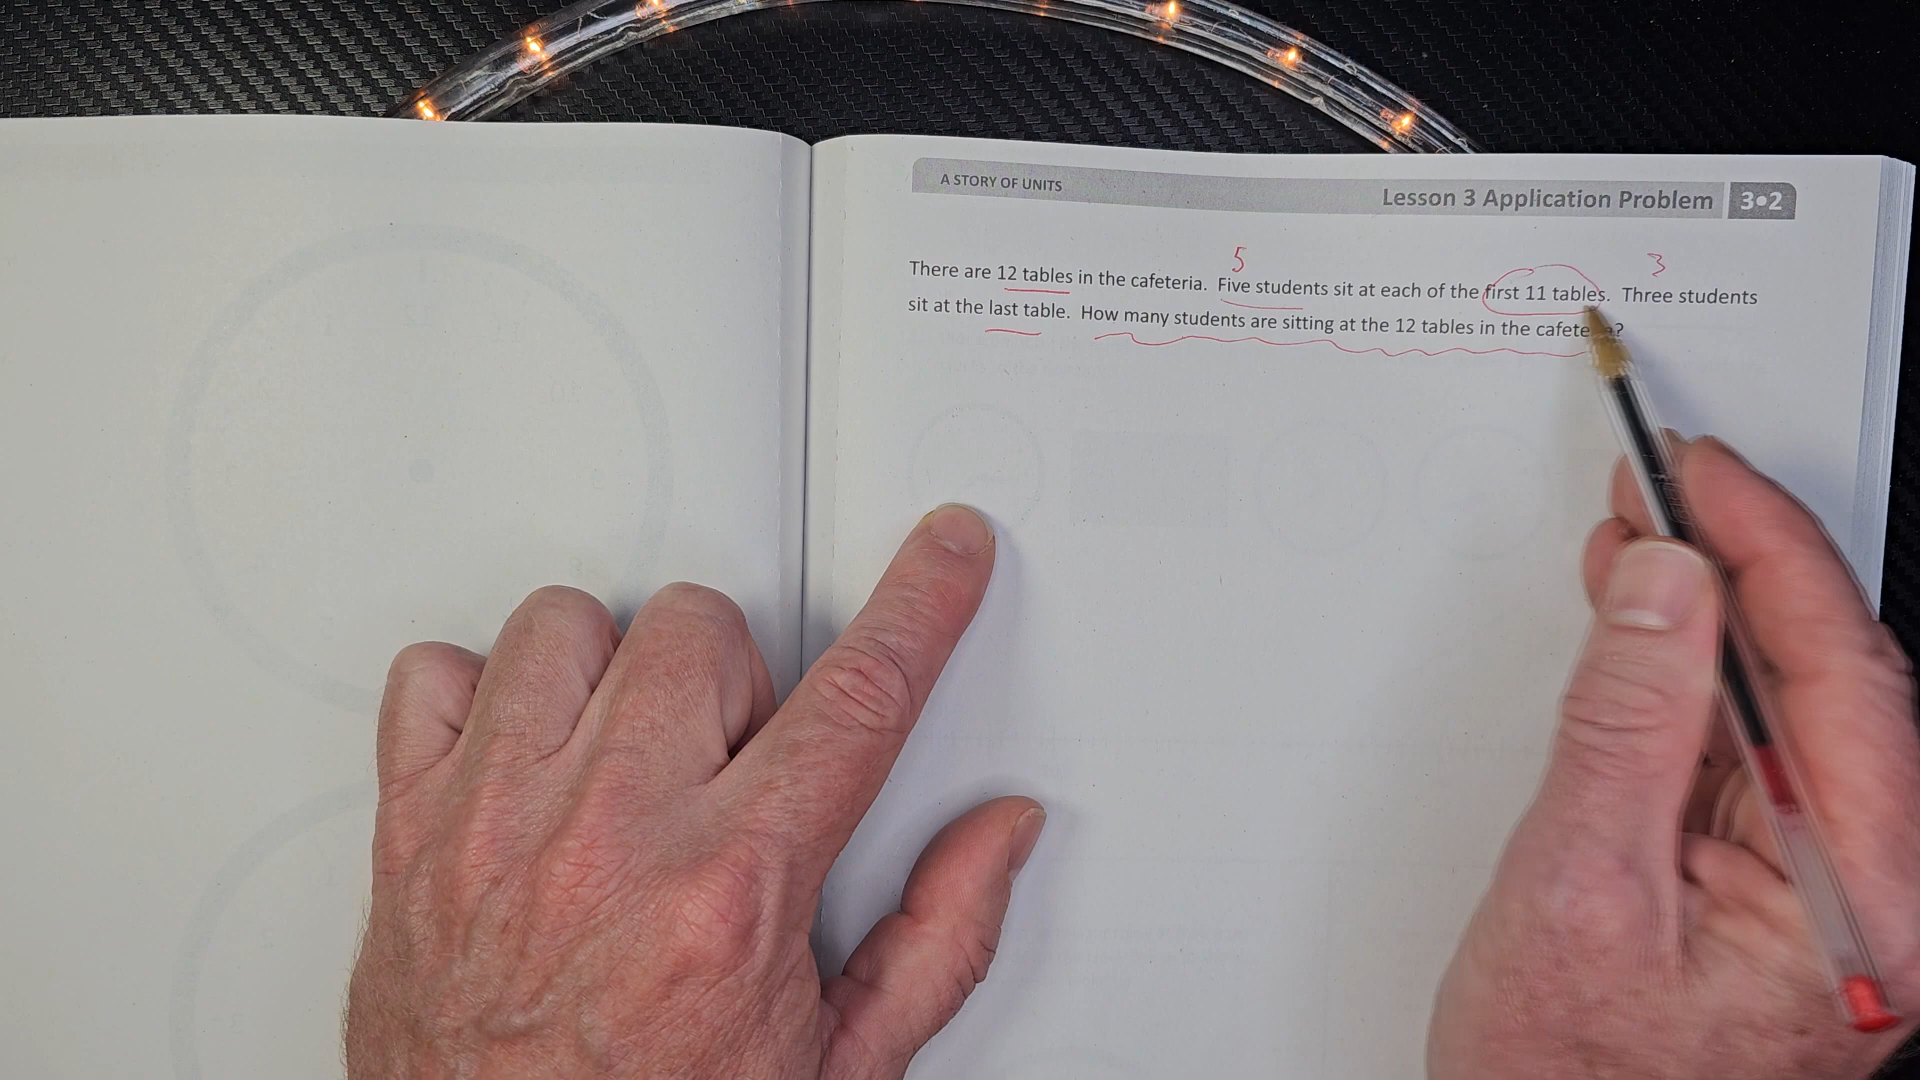 A STORY OF UNITS
Lesson 3 Application Problem 3•2
5 3
There are 12 tables in the cafeteria. Five students sit at each of the first 11 tables. Three students
sit at the last table. How many students are sitting at the 12 tables in the cafete a?